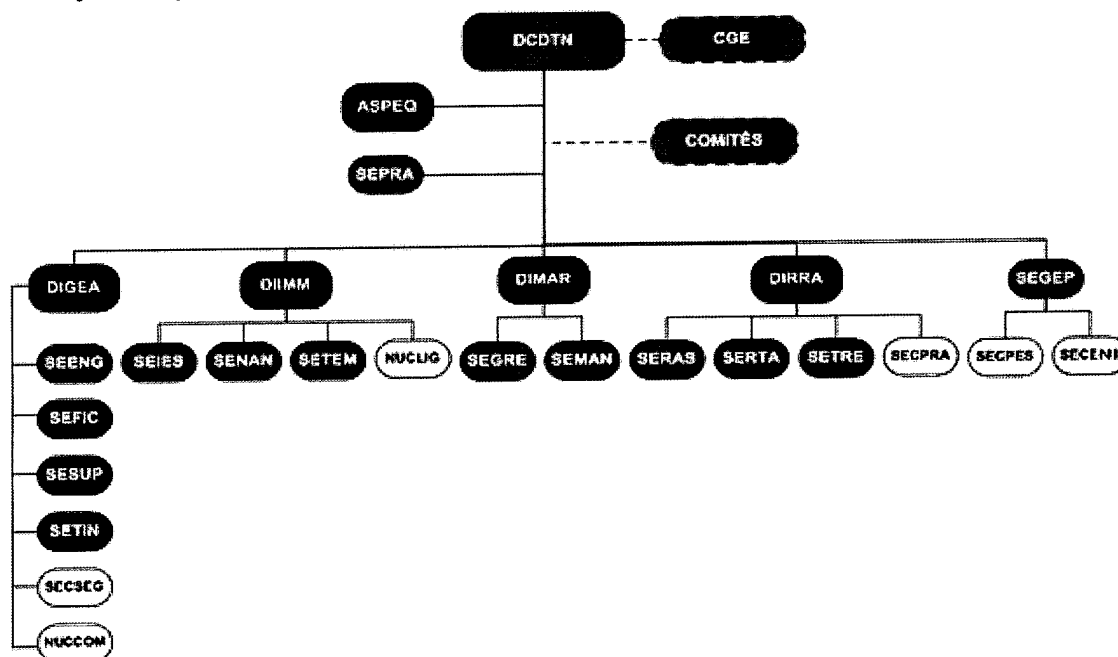 DCDTN
CGE
ASPEQ
COMITÊS
SEPRA
DIGEA
DIIMM
DIMAR
DIRRA
SEGEP
SEENG
SEIES
SENAN
SETEM
NUCLIG
SEGRE
SEMAN
SERAS
SERTA
SETRE
SECPRA
SECPES
SECENI
SEFIC
SESUP
SETIN
SECSEG
NUCCOM